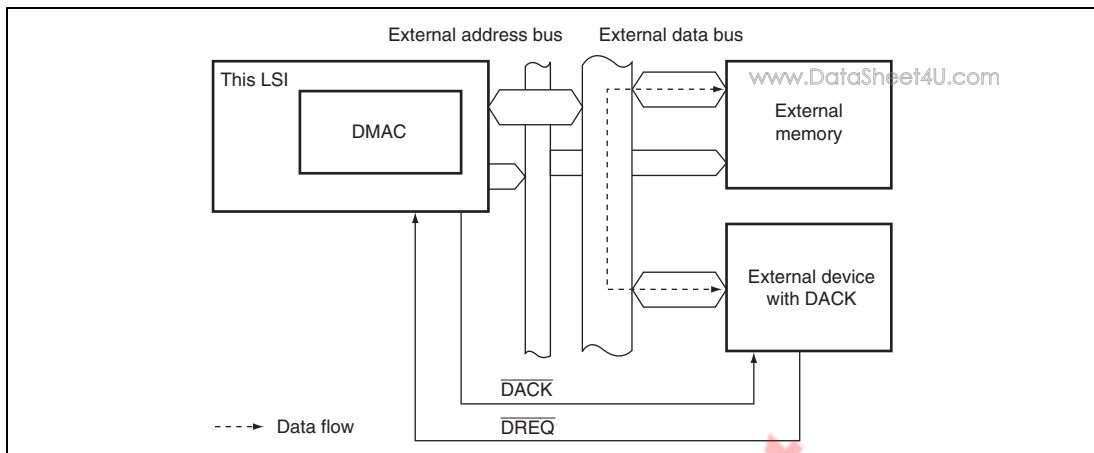 External address bus
External data bus
This LSI
www.DataSheet4U.com
DMAC
External
memory
External device
with DACK
DACK
DREQ
Data flow